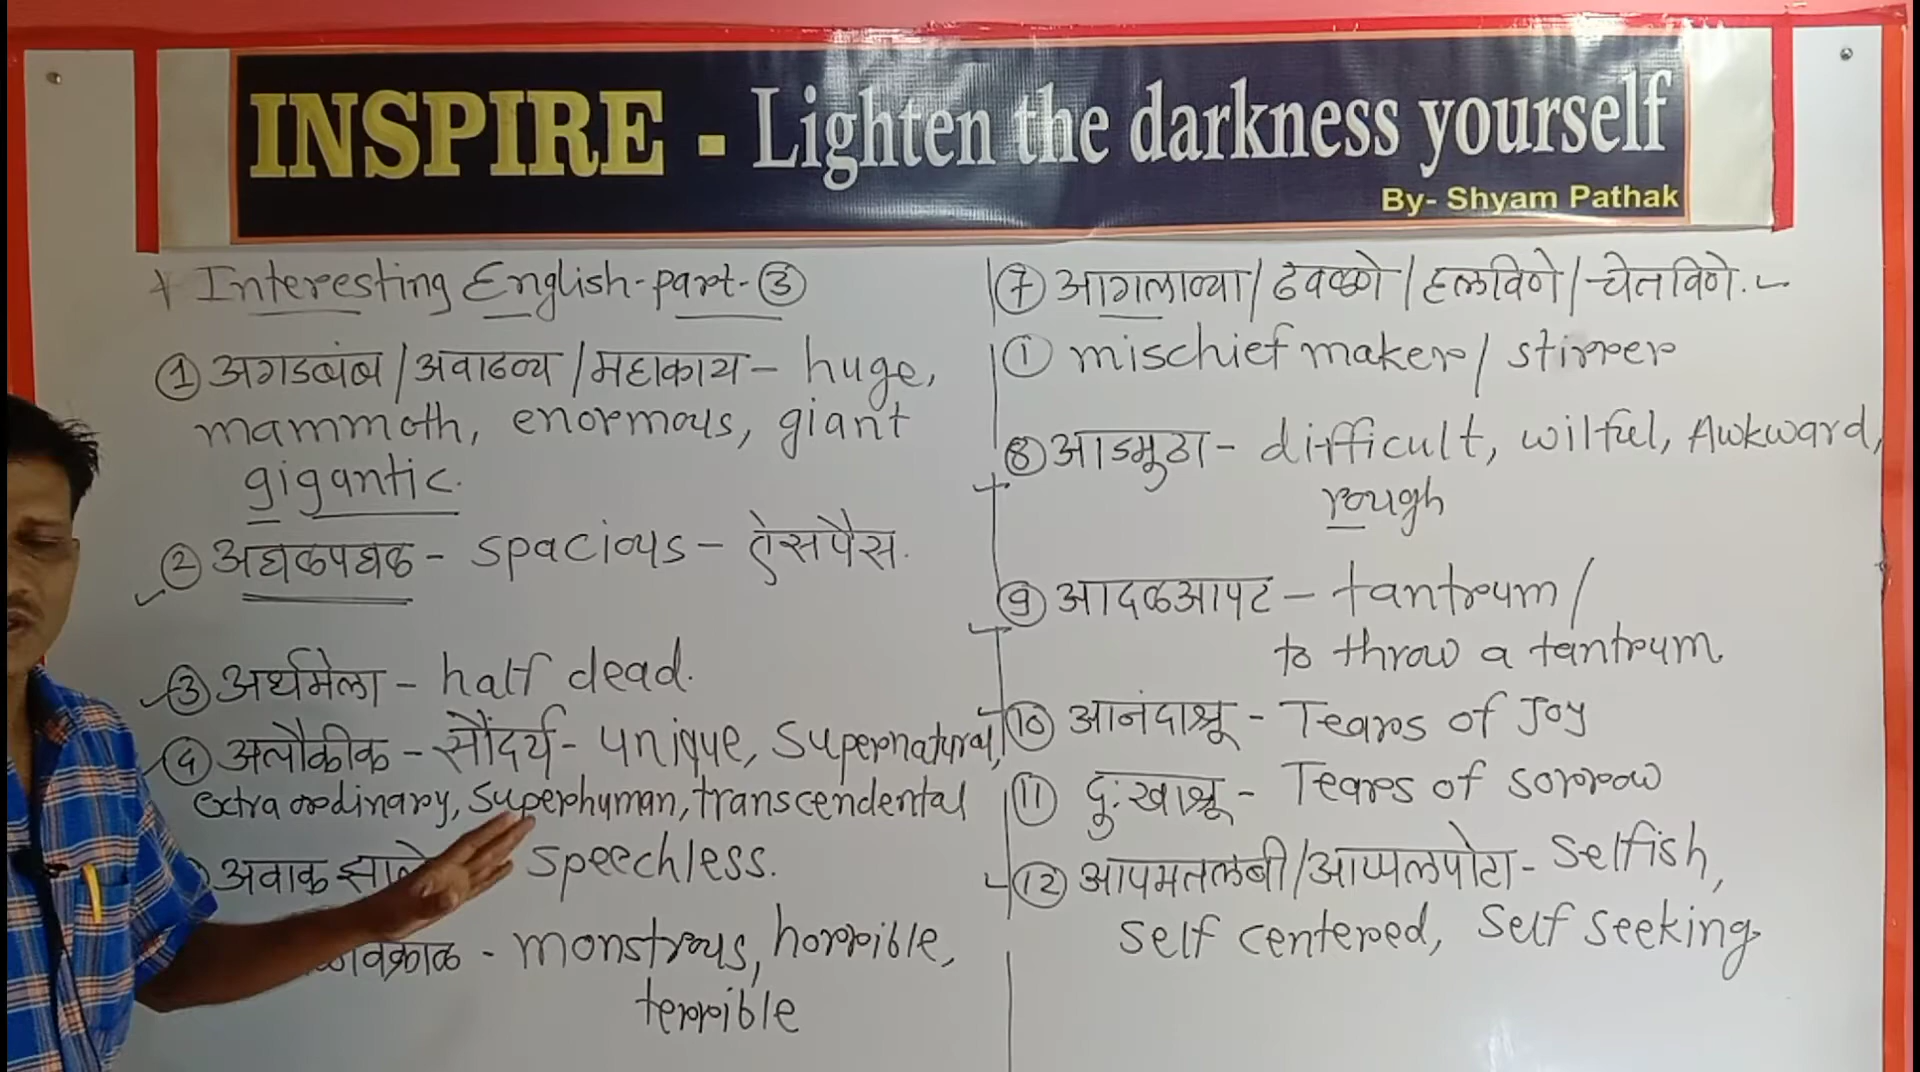 INSPIRE - Lighten the darkness yourself
By- Shyam Pathak
Interesting English-part-③
① अगडबंब/अवाढव्य/महाकाय- huge,
mammoth, enormous, giant
gigantic.
② अघळपघळ- spacious- ऐसपैस.
③ अर्धमेला- half dead.
④ अलौकीक- सौंदर्य- unique, supernatural,
extraordinary, superhuman, transcendental
अवाक झाले speechless.
- monstrous, horrible,
terrible
⑦ आगलाव्या/ढवळणे/हलविणे/चेतविणे.
① mischief maker/ stirrer
⑧ आडमुठा- difficult, wilful, Awkward,
rough
⑨ आदळआपट- tantrum/
to throw a tantrum.
⑩ आनंदाश्रू- Tears of Joy
⑪ दुःखाश्रू- Tears of sorrow
⑫ आपमतलबी/आप्पलपोटा- Selfish,
self centered, self seeking